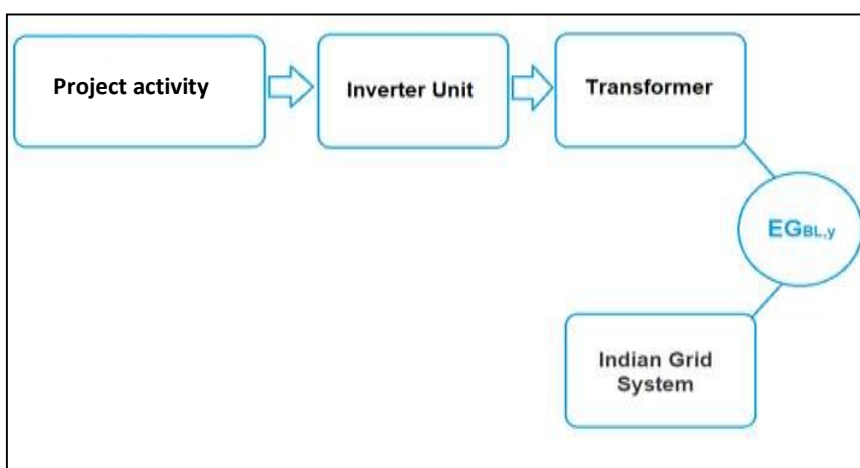 Project activity
Inverter Unit
Transformer
EGBL,y
Indian Grid
System